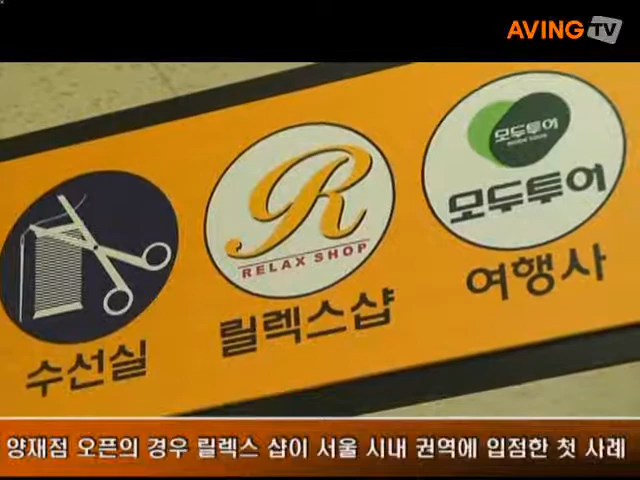 AVING TV
모두투어
모두투어
R
RELAX SHOP
수선실
릴렉스샵
여행사
양재점 오픈의 경우 릴렉스 샵이 서울 시내 권역에 입점한 첫 사례